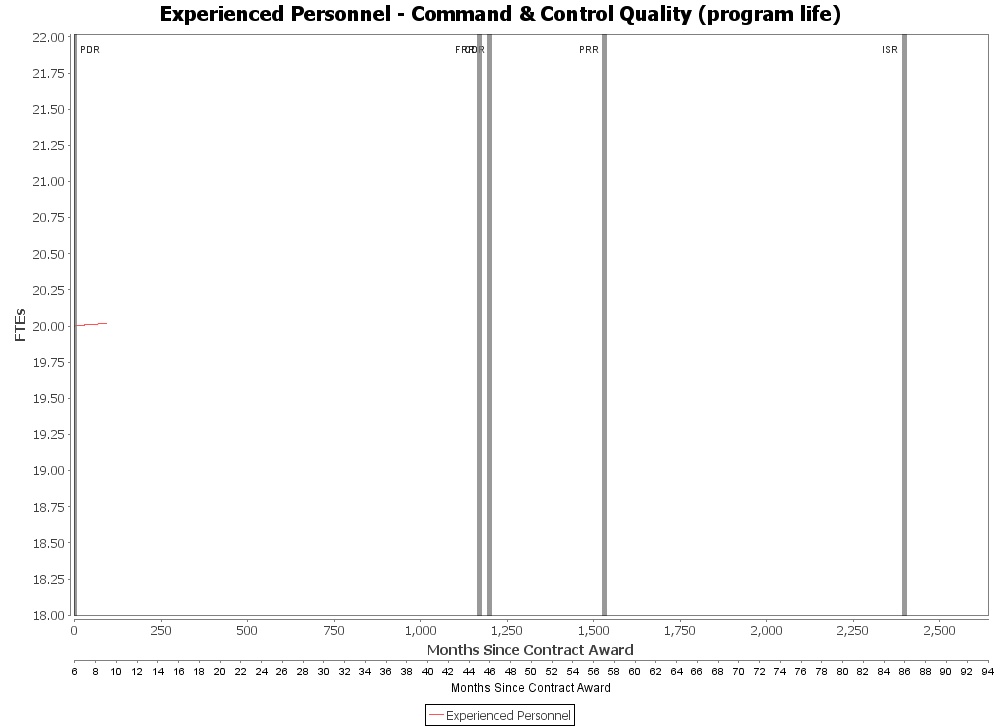 Experienced Personnel - Command & Control Quality (program life)
22.00
21.75
21.50
21.25
21.00
20.75
20.50
20.25
20.00
19.75
19.50
19.25
19.00
18.75
18.50
18.25
18.00
FTEs
PDR
PRR
ISR
0 250 500 750 1,000 1,250 1,500 1,750 2,000 2,250 2,500
Months Since Contract Award
6 8 10 12 14 16 18 20 22 24 26 28 30 32 34 36 38 40 42 44 46 48 50 52 54 56 58 60 62 64 66 68 70 72 74 76 78 80 82 84 86 88 90 92 94
Months Since Contract Award
Experienced Personnel